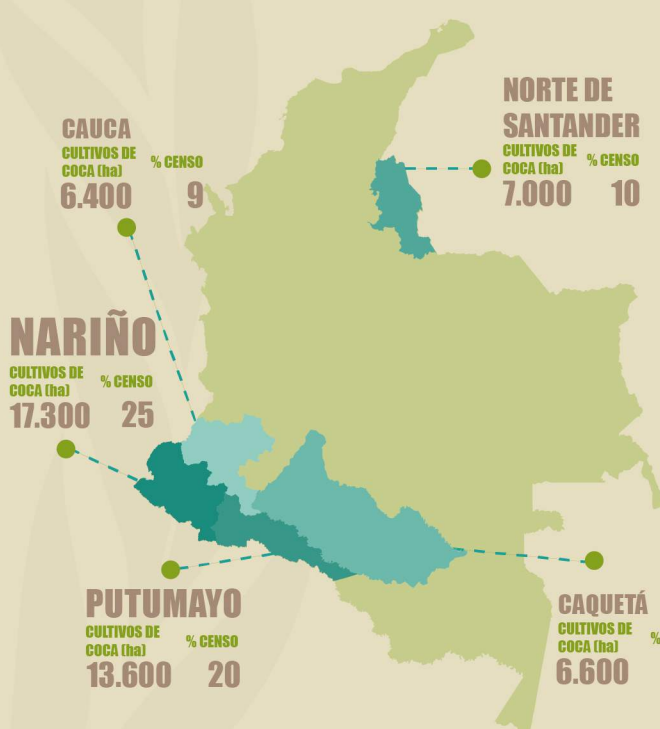 CAUCA
CULTIVOS DE
COCA (ha)
% CENSO
6.400 9
NORTE DE
SANTANDER
CULTIVOS DE
COCA (ha)
% CENSO
7.000 10
NARIÑO
CULTIVOS DE
COCA (ha)
% CENSO
17.300 25
PUTUMAYO
CULTIVOS DE
COCA (ha)
% CENSO
13.600 20
CAQUETÁ
CULTIVOS DE
COCA (ha)
%
6.600